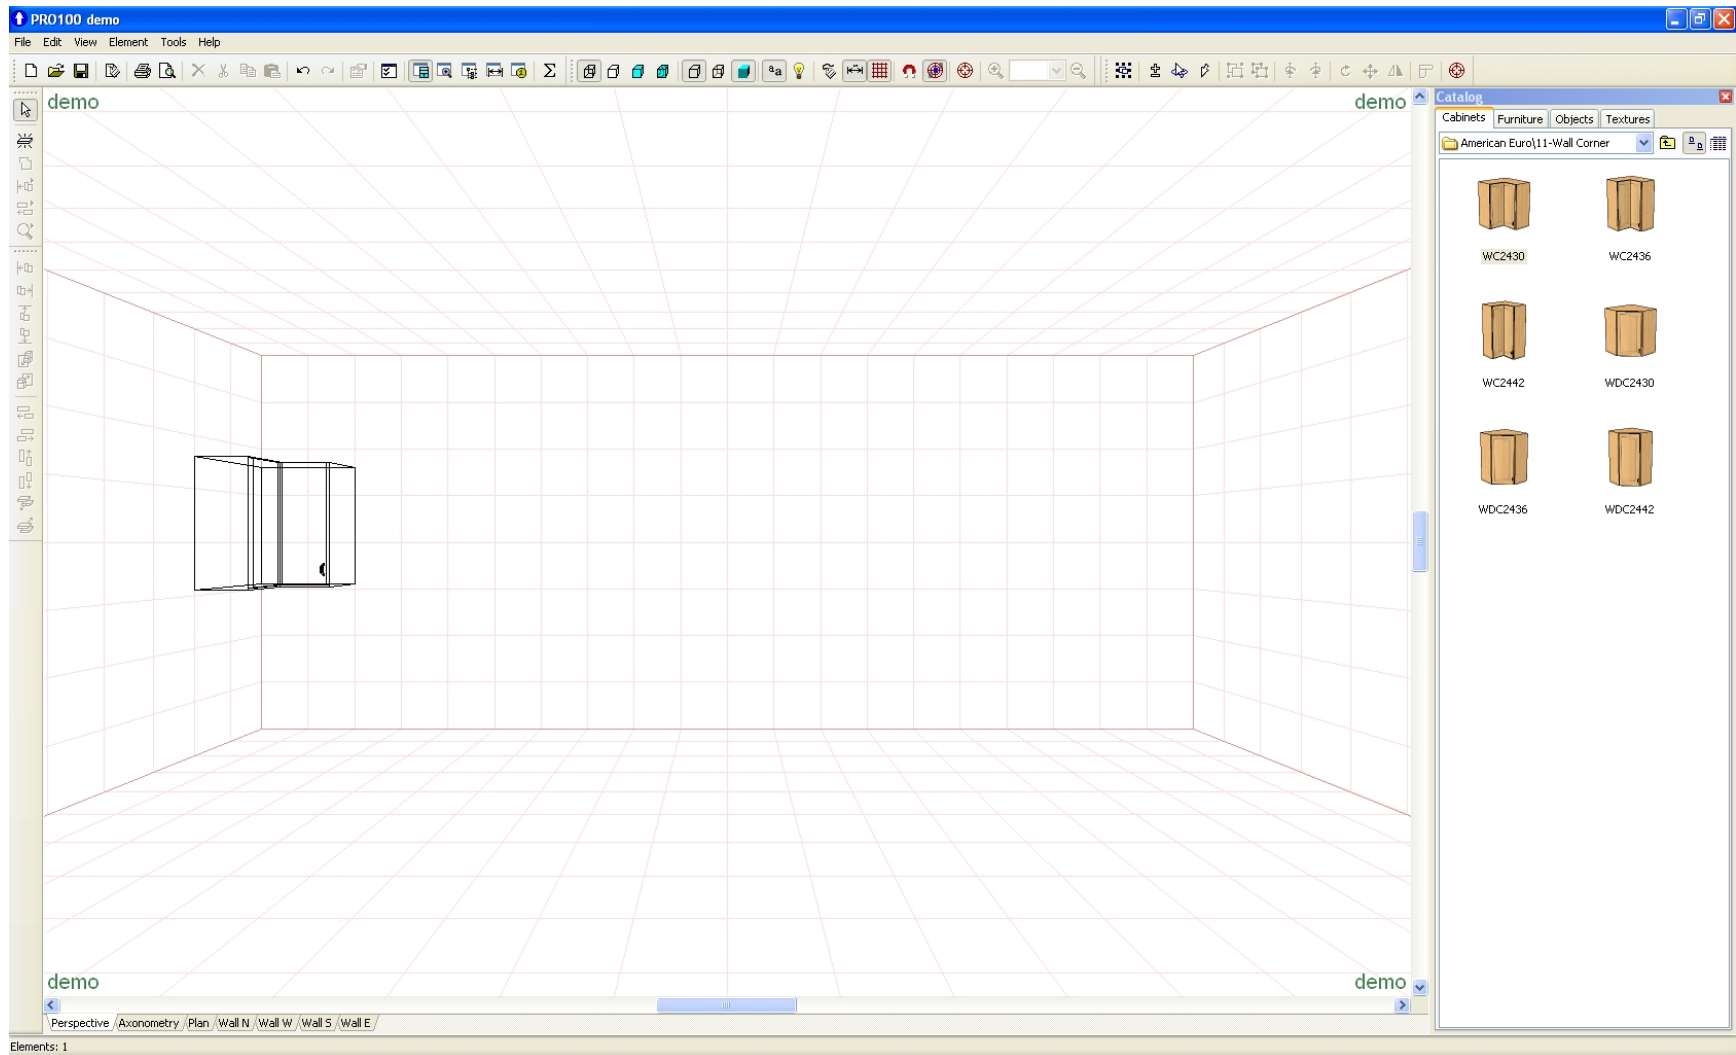 PRO100 demo
File Edit View Element Tools Help
aa
demo demo
Catalog
Cabinets Furniture Objects Textures
American Euro\11-Wall Corner
WC2430 WC2436
WC2442 WDC2430
WDC2436 WDC2442
demo demo
Perspective Axonometry Plan Wall N Wall W Wall S Wall E
Elements: 1